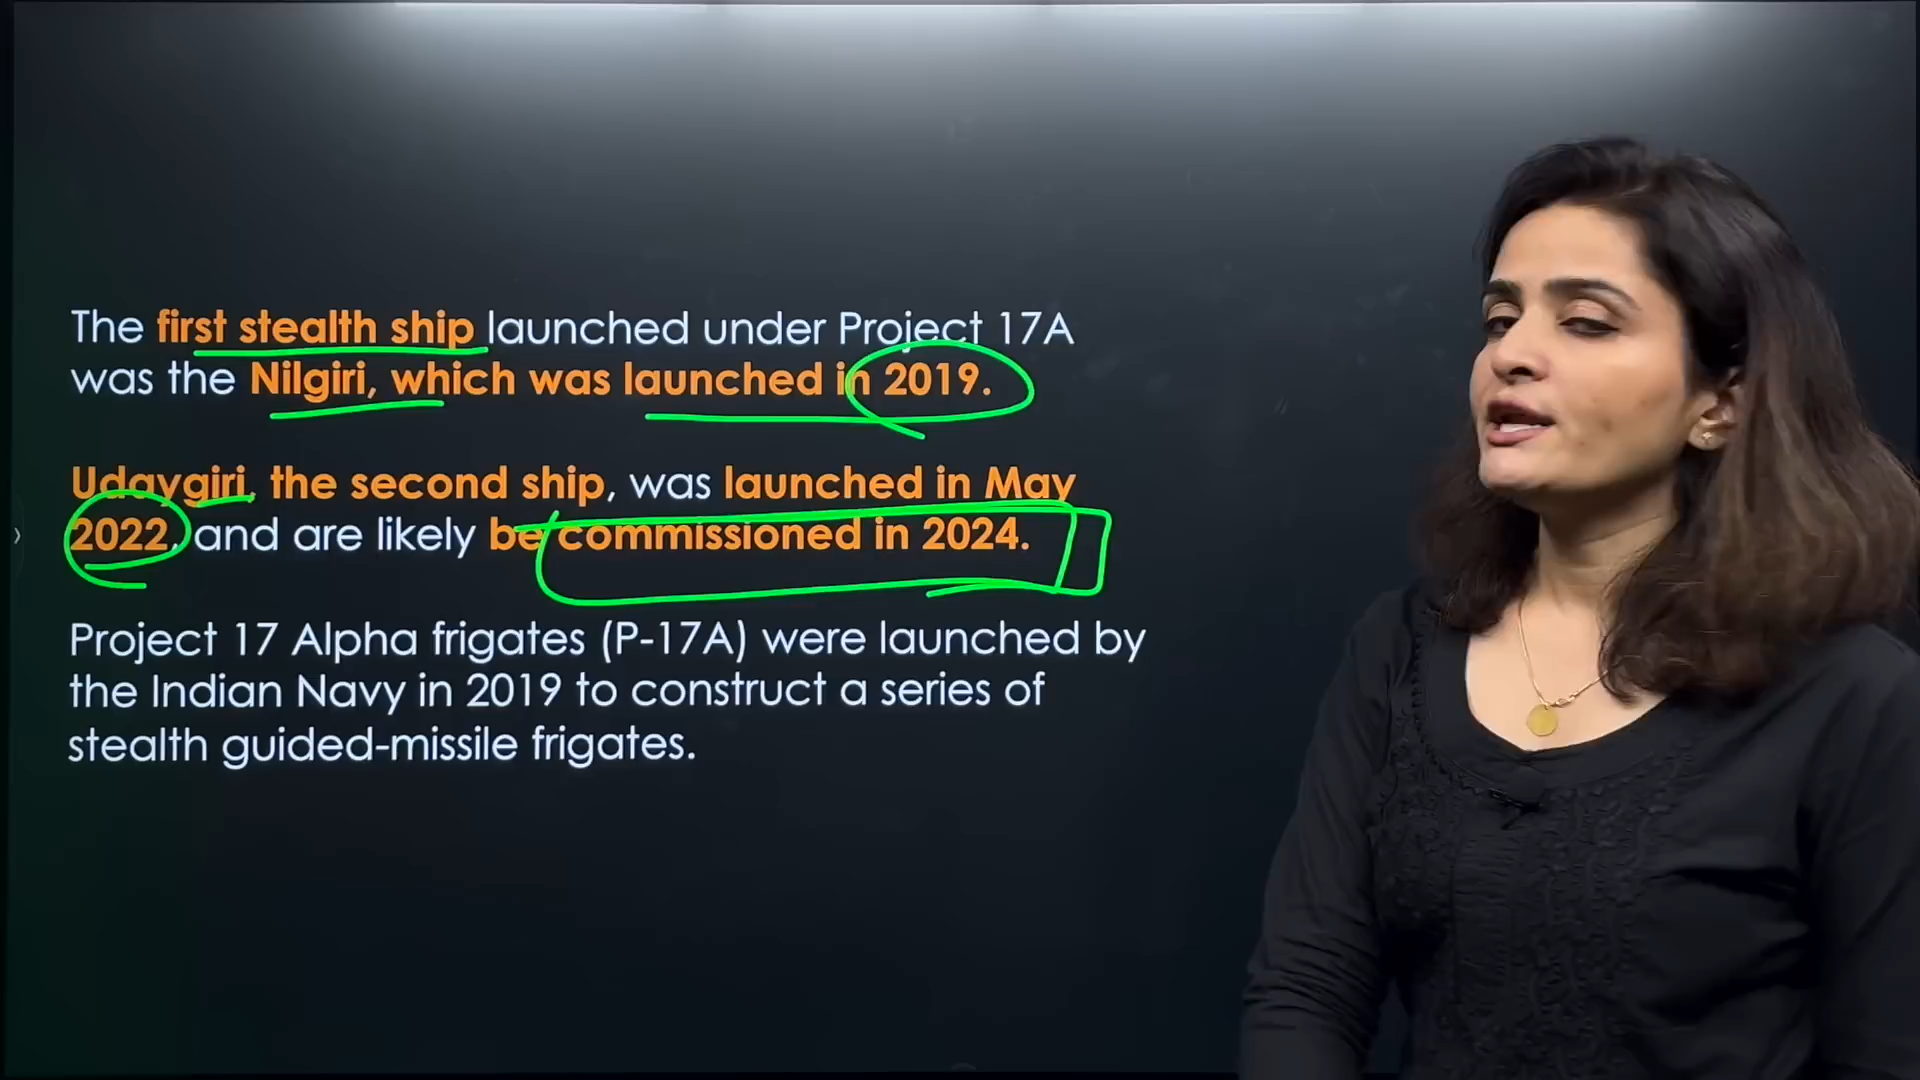 The first stealth ship launched under Project 17A
was the Nilgiri, which was launched in 2019.
Udaygiri, the second ship, was launched in May
2022, and are likely be commissioned in 2024.
Project 17 Alpha frigates (P-17A) were launched by
the Indian Navy in 2019 to construct a series of
stealth guided-missile frigates.